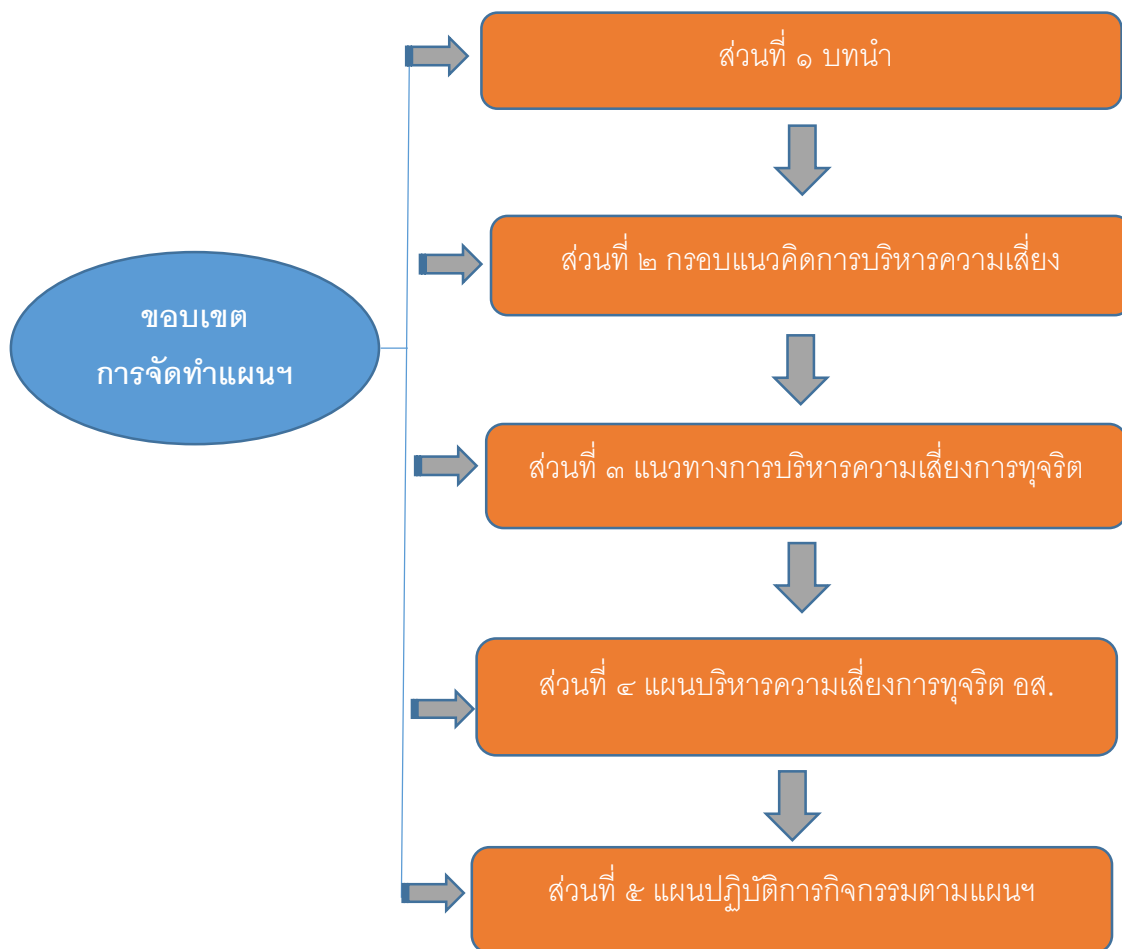 ส่วนที่ ๑ บทนำ
ส่วนที่ ๒ กรอบแนวคิดการบริหารความเสี่ยง
ขอบเขต
การจัดทำแผนฯ
ส่วนที่ ๓ แนวทางการบริหารความเสี่ยงการทุจริต
ส่วนที่ ๔ แผนบริหารความเสี่ยงการทุจริต อส.
ส่วนที่ ๕ แผนปฏิบัติการกิจกรรมตามแผนฯ